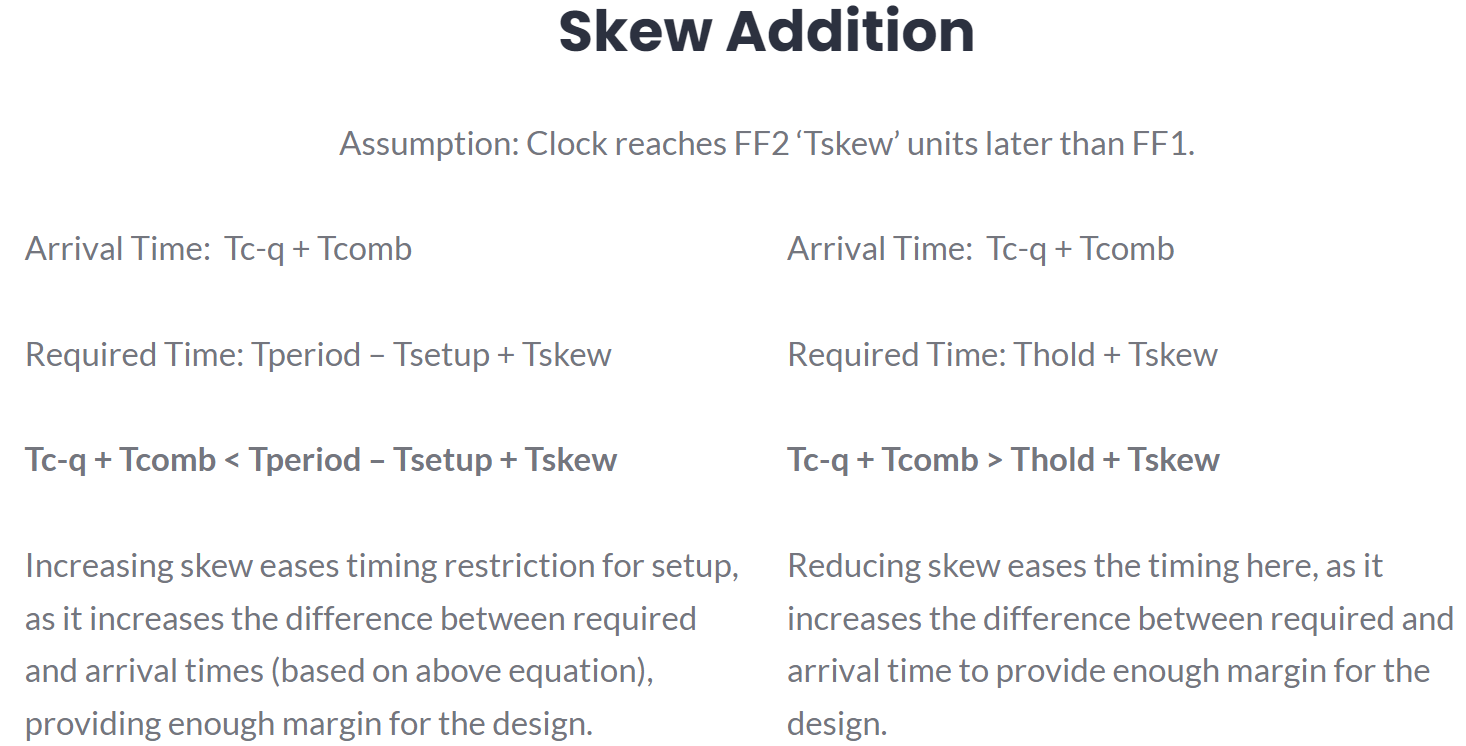 Skew Addition
Assumption: Clock reaches FF2 ‘Tskew’ units later than FF1.
Arrival Time:  Tc-q + Tcomb
Required Time: Tperiod – Tsetup + Tskew
Tc-q + Tcomb < Tperiod – Tsetup + Tskew
Increasing skew eases timing restriction for setup,
as it increases the difference between required
and arrival times (based on above equation),
providing enough margin for the design.
Arrival Time:  Tc-q + Tcomb
Required Time: Thold + Tskew
Tc-q + Tcomb > Thold + Tskew
Reducing skew eases the timing here, as it
increases the difference between required and
arrival time to provide enough margin for the
design.